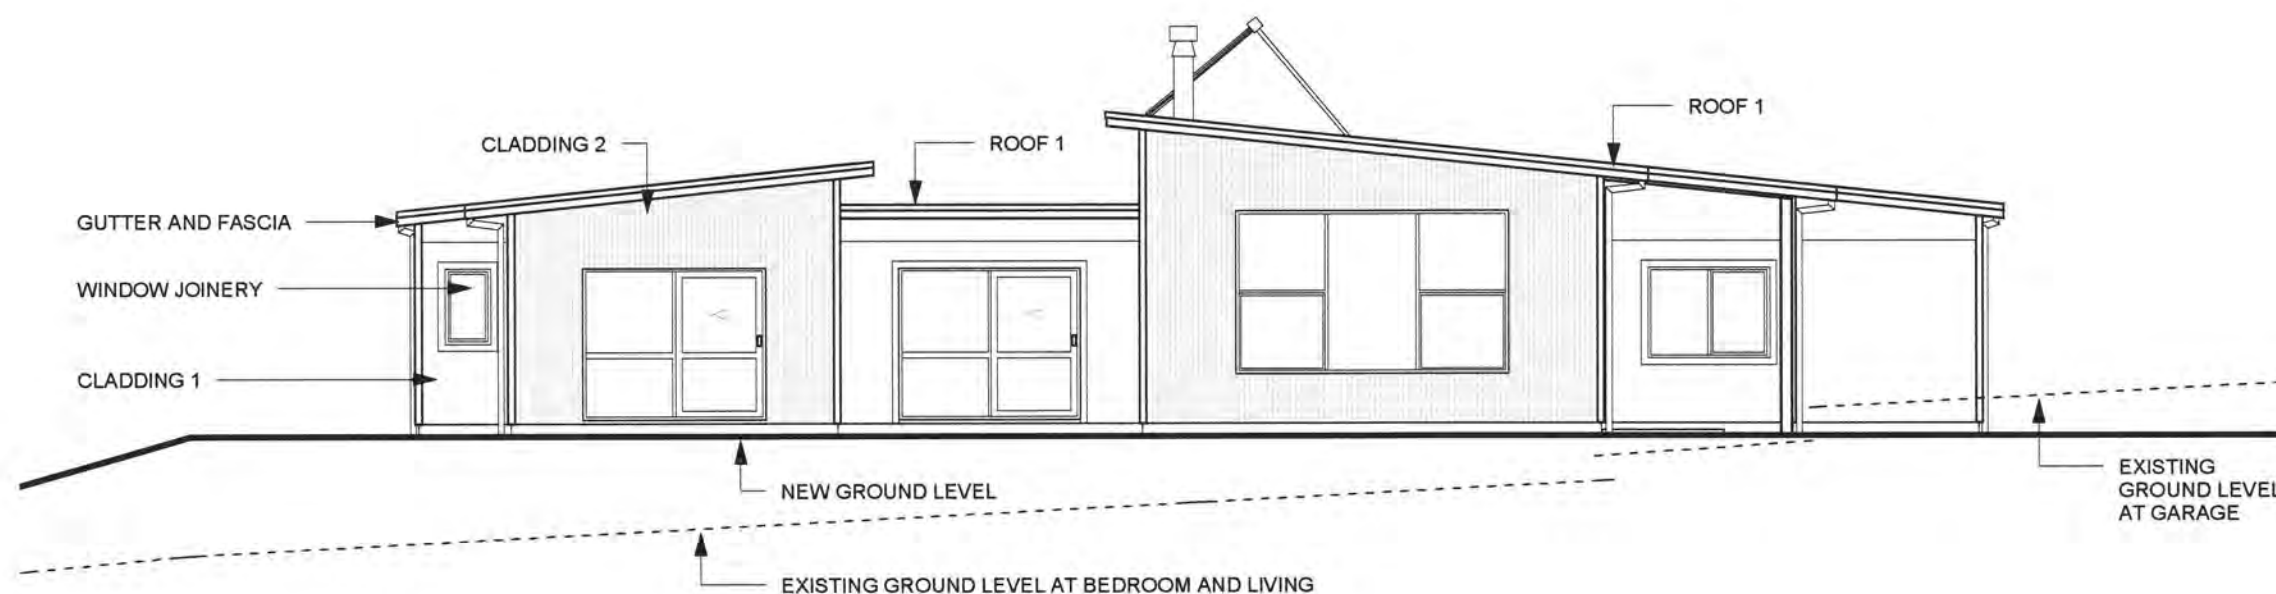 ROOF 1
CLADDING 2
ROOF 1
GUTTER AND FASCIA
WINDOW JOINERY
CLADDING 1
NEW GROUND LEVEL
EXISTING
GROUND LEVEL
AT GARAGE
EXISTING GROUND LEVEL AT BEDROOM AND LIVING